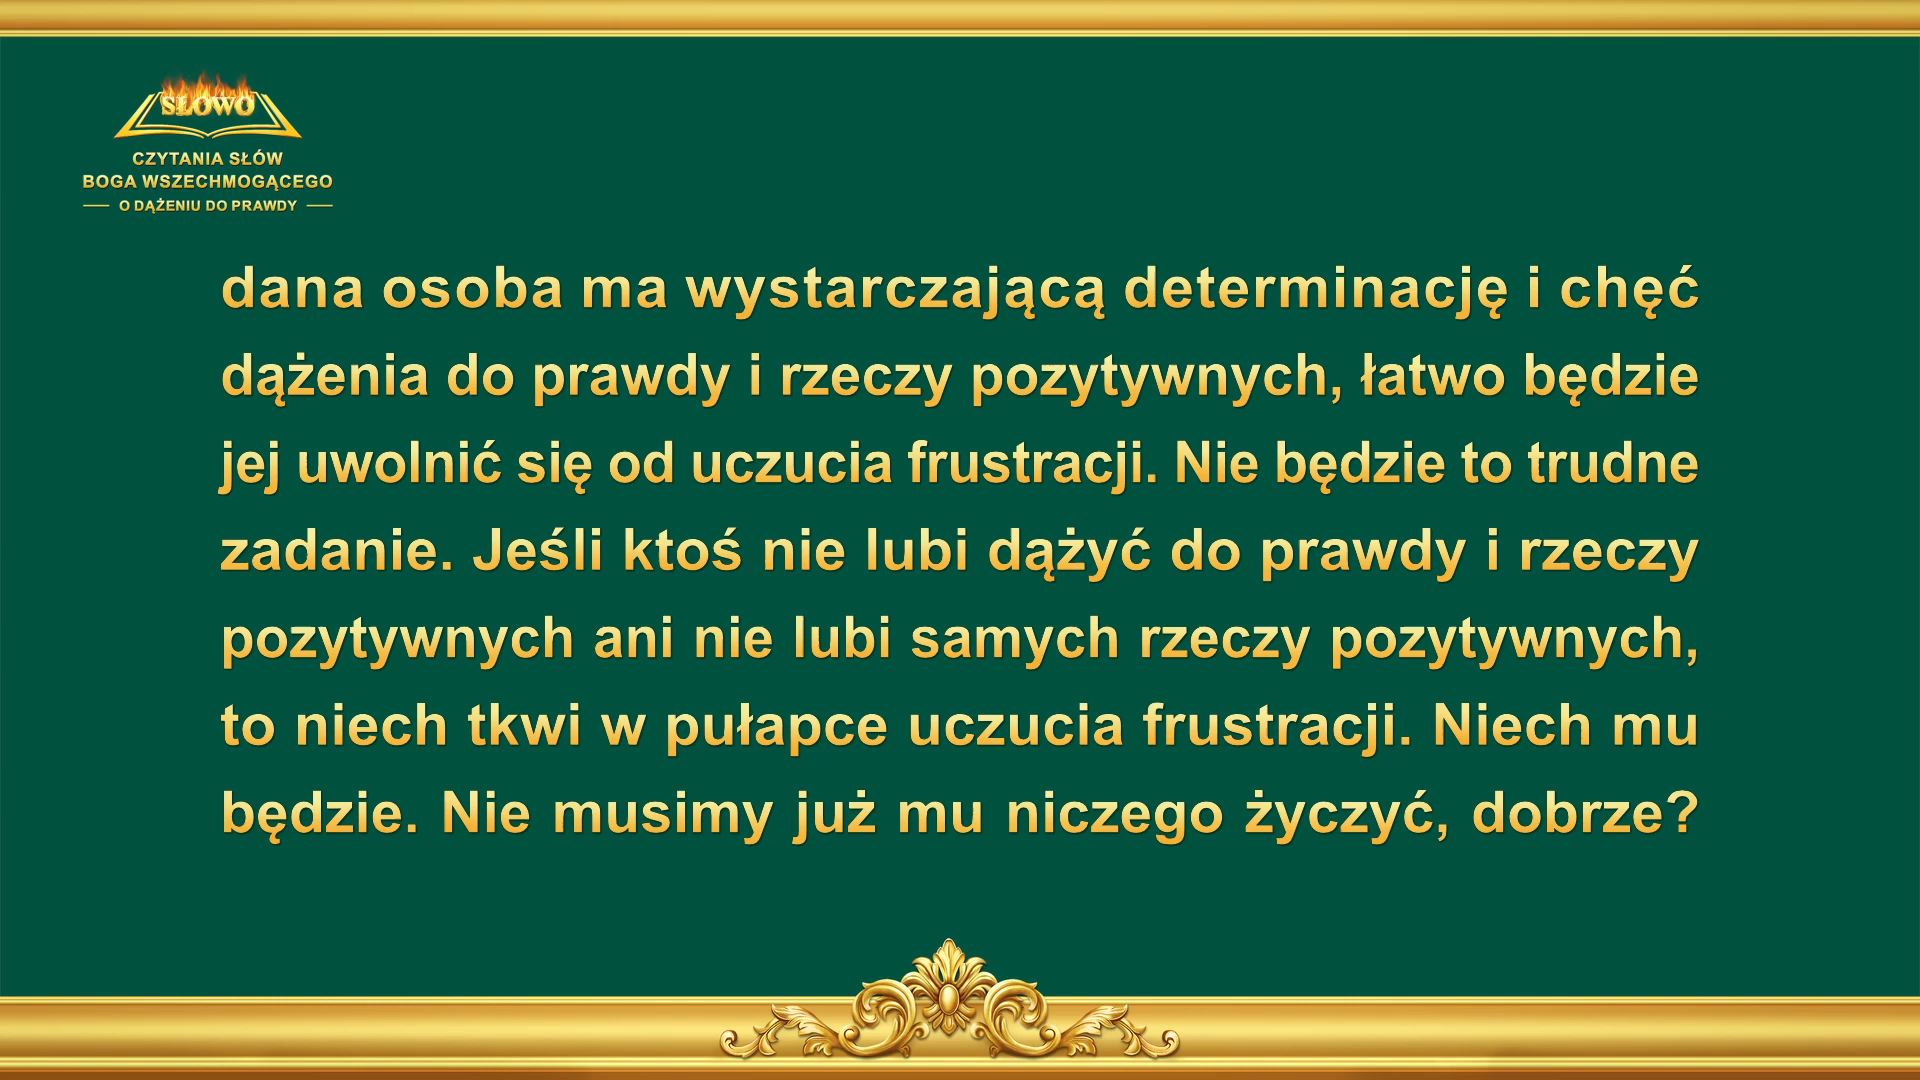 SŁOWO
CZYTANIA SŁÓW
BOGA WSZECHMOGĄCEGO
O DĄŻENIU DO PRAWDY
dana osoba ma wystarczającą determinację i chęć
dążenia do prawdy i rzeczy pozytywnych, łatwo będzie
jej uwolnić się od uczucia frustracji. Nie będzie to trudne
zadanie. Jeśli ktoś nie lubi dążyć do prawdy i rzeczy
pozytywnych ani nie lubi samych rzeczy pozytywnych,
to niech tkwi w pułapce uczucia frustracji. Niech mu
będzie. Nie musimy już mu niczego życzyć, dobrze?